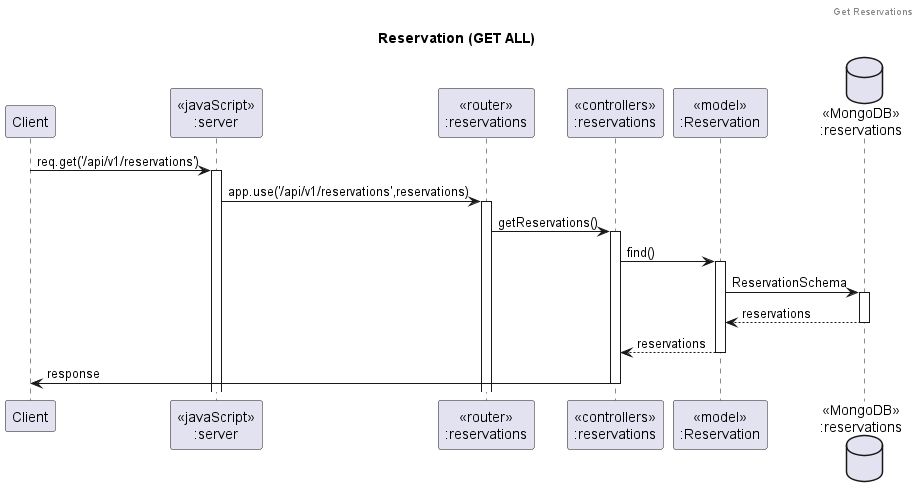 Get Reservations
Reservation (GET ALL)
Client
«javaScript»
:server
«router»
:reservations
«controllers»
:reservations
«model»
:Reservation
«MongoDB»
:reservations
req.get('/api/v1/reservations')
app.use('/api/v1/reservations',reservations)
getReservations()
find()
ReservationSchema
reservations
reservations
response
Client
«javaScript»
:server
«router»
:reservations
«controllers»
:reservations
«model»
:Reservation
«MongoDB»
:reservations